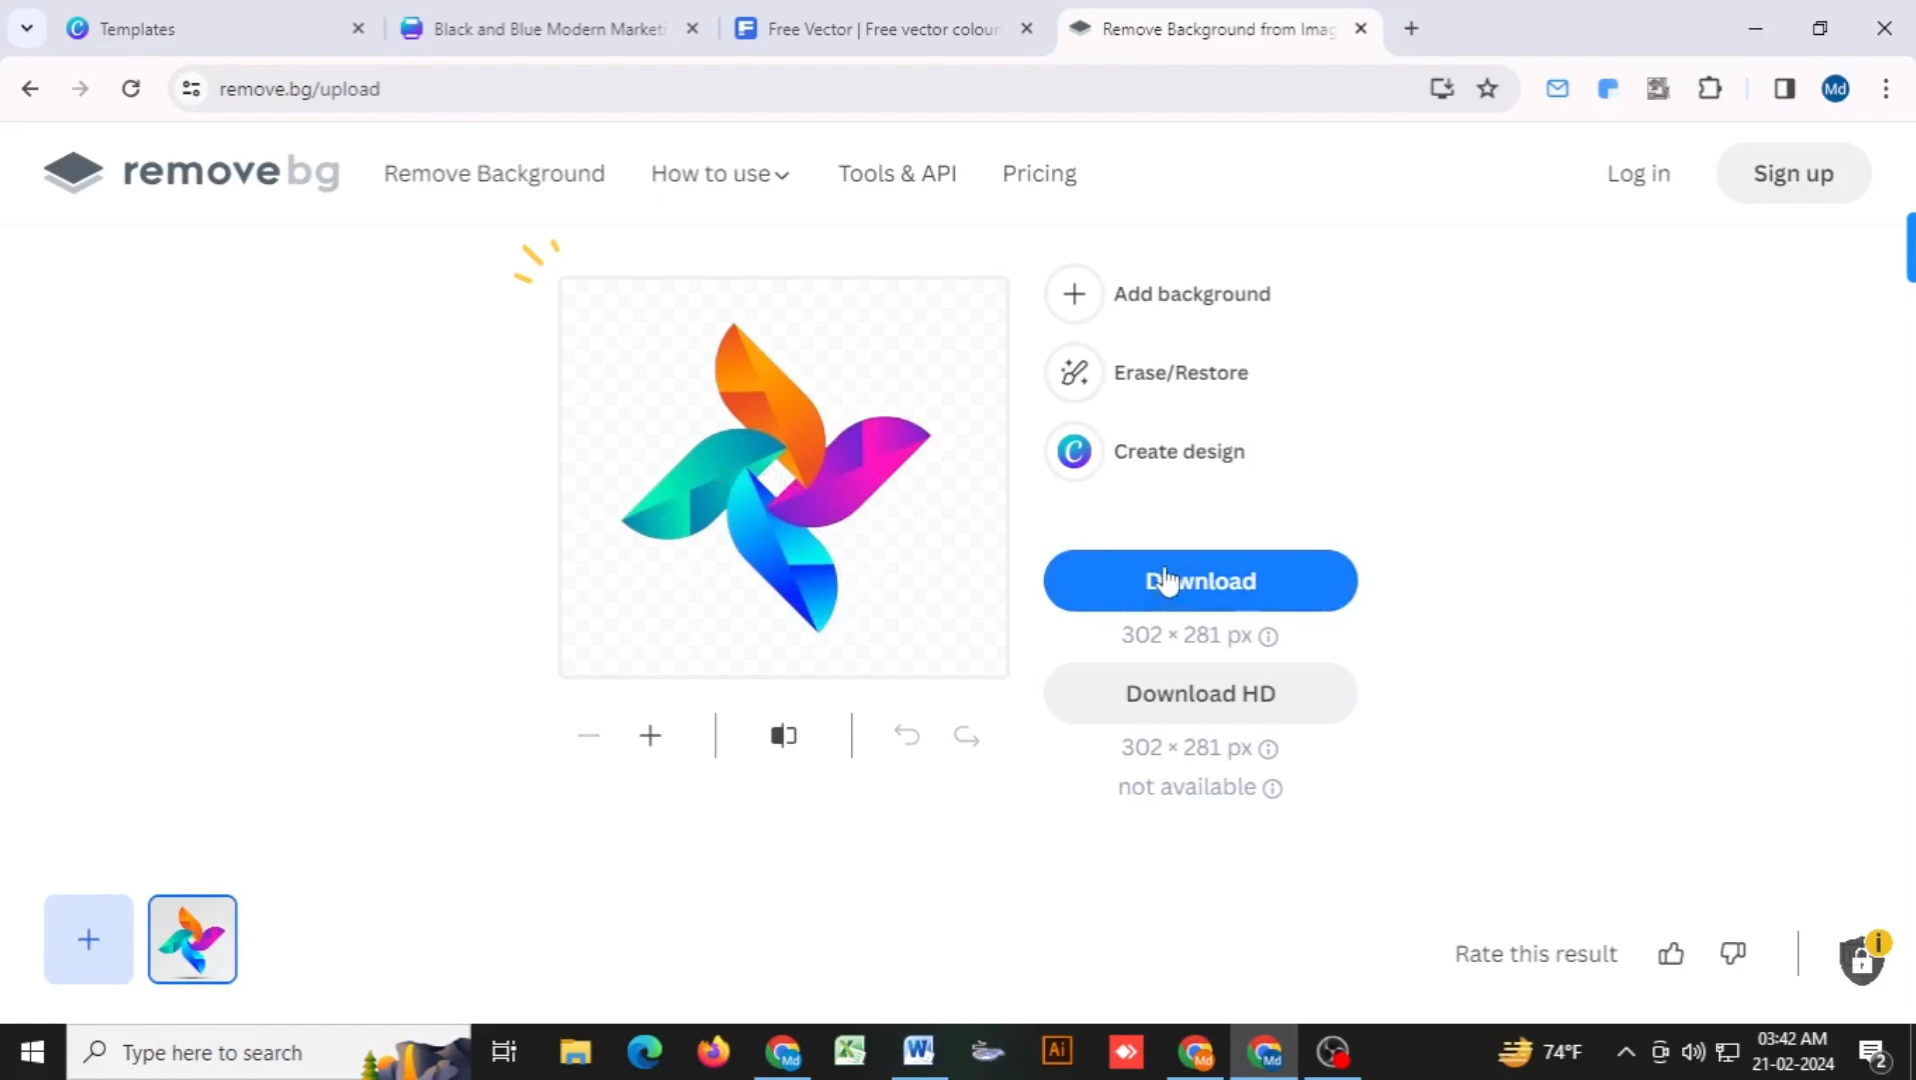 Templates
Black and Blue Modern Marketi
Free Vector | Free vector colour
Remove Background from Imag
remove.bg/upload
Md
removebg
Remove Background
How to use
Tools & API
Pricing
Log in
Sign up
Add background
Erase/Restore
Create design
Download
302 × 281 px
Download HD
302 × 281 px
not available
Rate this result
Type here to search
74°F
03:42 AM
21-02-2024
2